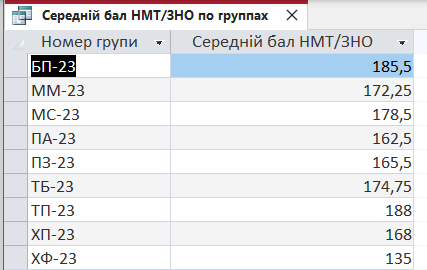 Середній бал НМТ/ЗНО по группах
Номер групи Середній бал НМТ/ЗНО
БП-23 185,5
ММ-23 172,25
МС-23 178,5
ПА-23 162,5
ПЗ-23 165,5
ТБ-23 174,75
ТП-23 188
ХП-23 168
ХФ-23 135